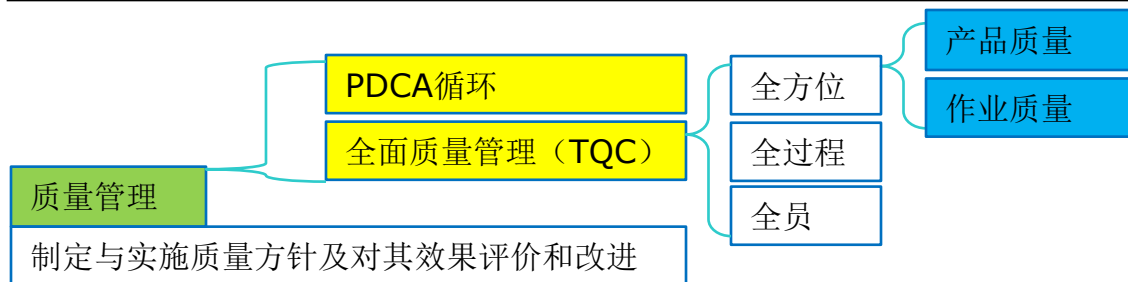 产品质量
PDCA循环
全方位
作业质量
全面质量管理（TQC）
全过程
质量管理
全员
制定与实施质量方针及对其效果评价和改进